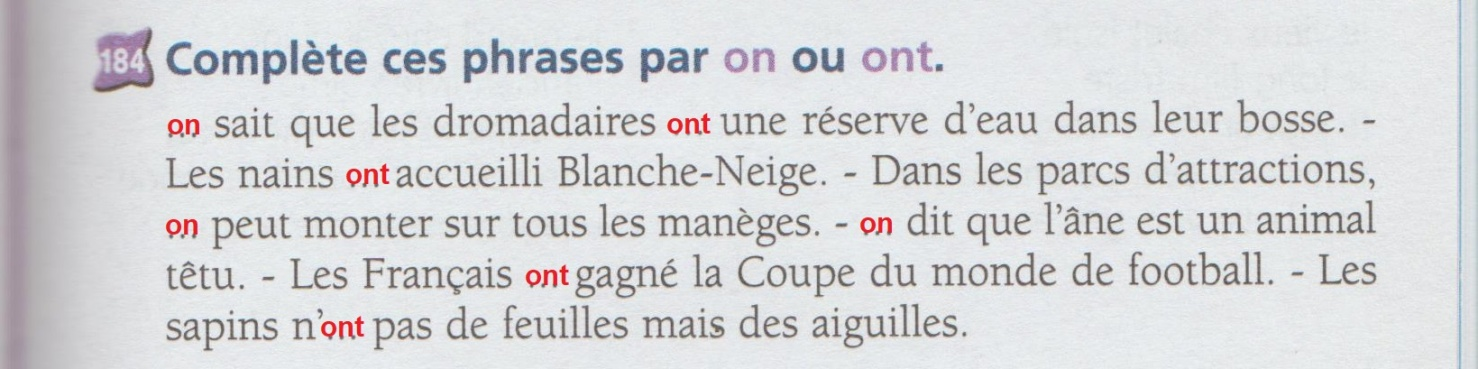 184 Complète ces phrases par on ou ont.
on sait que les dromadaires ont une réserve d'eau dans leur bosse. -
Les nains ont accueilli Blanche-Neige. - Dans les parcs d'attractions,
on peut monter sur tous les manèges. - on dit que l'âne est un animal
têtu. - Les Français ont gagné la Coupe du monde de football. - Les
sapins n'ont pas de feuilles mais des aiguilles.